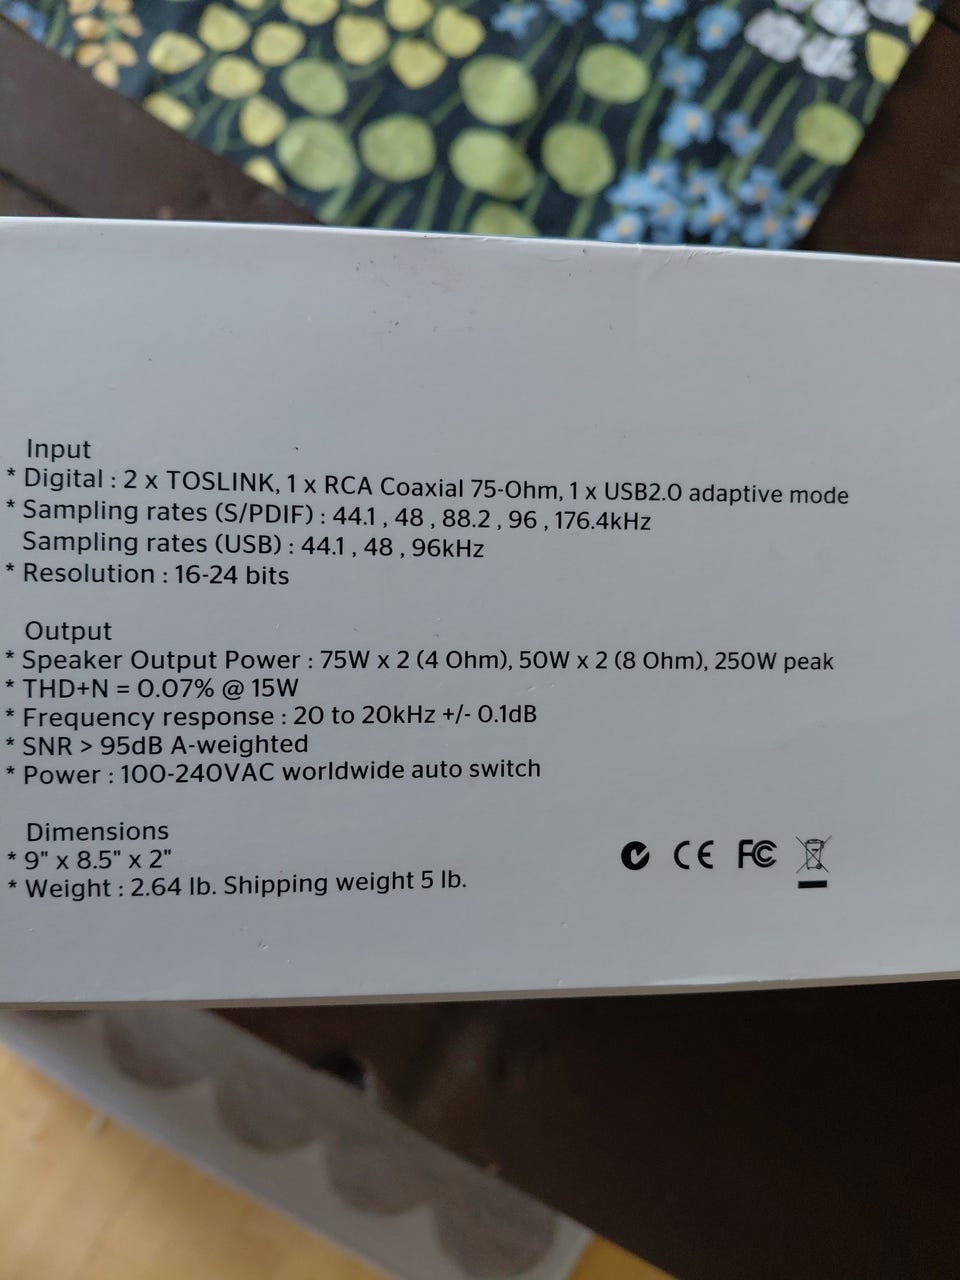 Input
* Digital : 2 x TOSLINK, 1 x RCA Coaxial 75-Ohm, 1 x USB2.0 adaptive mode
* Sampling rates (S/PDIF) : 44.1 , 48 , 88.2 , 96 , 176.4kHz
Sampling rates (USB) : 44.1 , 48 , 96kHz
* Resolution : 16-24 bits
Output
* Speaker Output Power : 75W x 2 (4 Ohm), 50W x 2 (8 Ohm), 250W peak
* THD+N = 0.07% @ 15W
* Frequency response : 20 to 20kHz +/- 0.1dB
* SNR > 95dB A-weighted
* Power : 100-240VAC worldwide auto switch
Dimensions
* 9" x 8.5" x 2"
* Weight : 2.64 lb. Shipping weight 5 lb.
CE FC